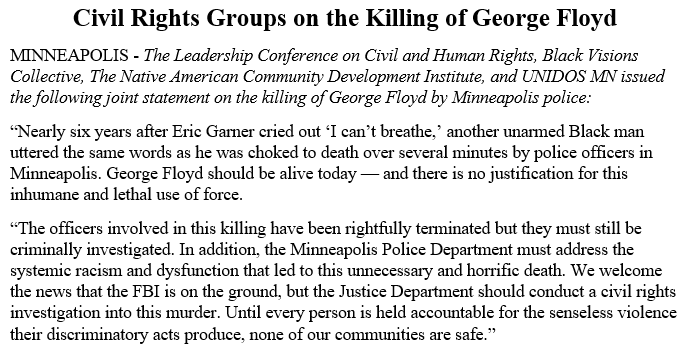 Civil Rights Groups on the Killing of George Floyd
MINNEAPOLIS - The Leadership Conference on Civil and Human Rights, Black Visions
Collective, The Native American Community Development Institute, and UNIDOS MN issued
the following joint statement on the killing of George Floyd by Minneapolis police:
“Nearly six years after Eric Garner cried out ‘I can’t breathe,’ another unarmed Black man
uttered the same words as he was choked to death over several minutes by police officers in
Minneapolis. George Floyd should be alive today — and there is no justification for this
inhumane and lethal use of force.
“The officers involved in this killing have been rightfully terminated but they must still be
criminally investigated. In addition, the Minneapolis Police Department must address the
systemic racism and dysfunction that led to this unnecessary and horrific death. We welcome
the news that the FBI is on the ground, but the Justice Department should conduct a civil rights
investigation into this murder. Until every person is held accountable for the senseless violence
their discriminatory acts produce, none of our communities are safe.”